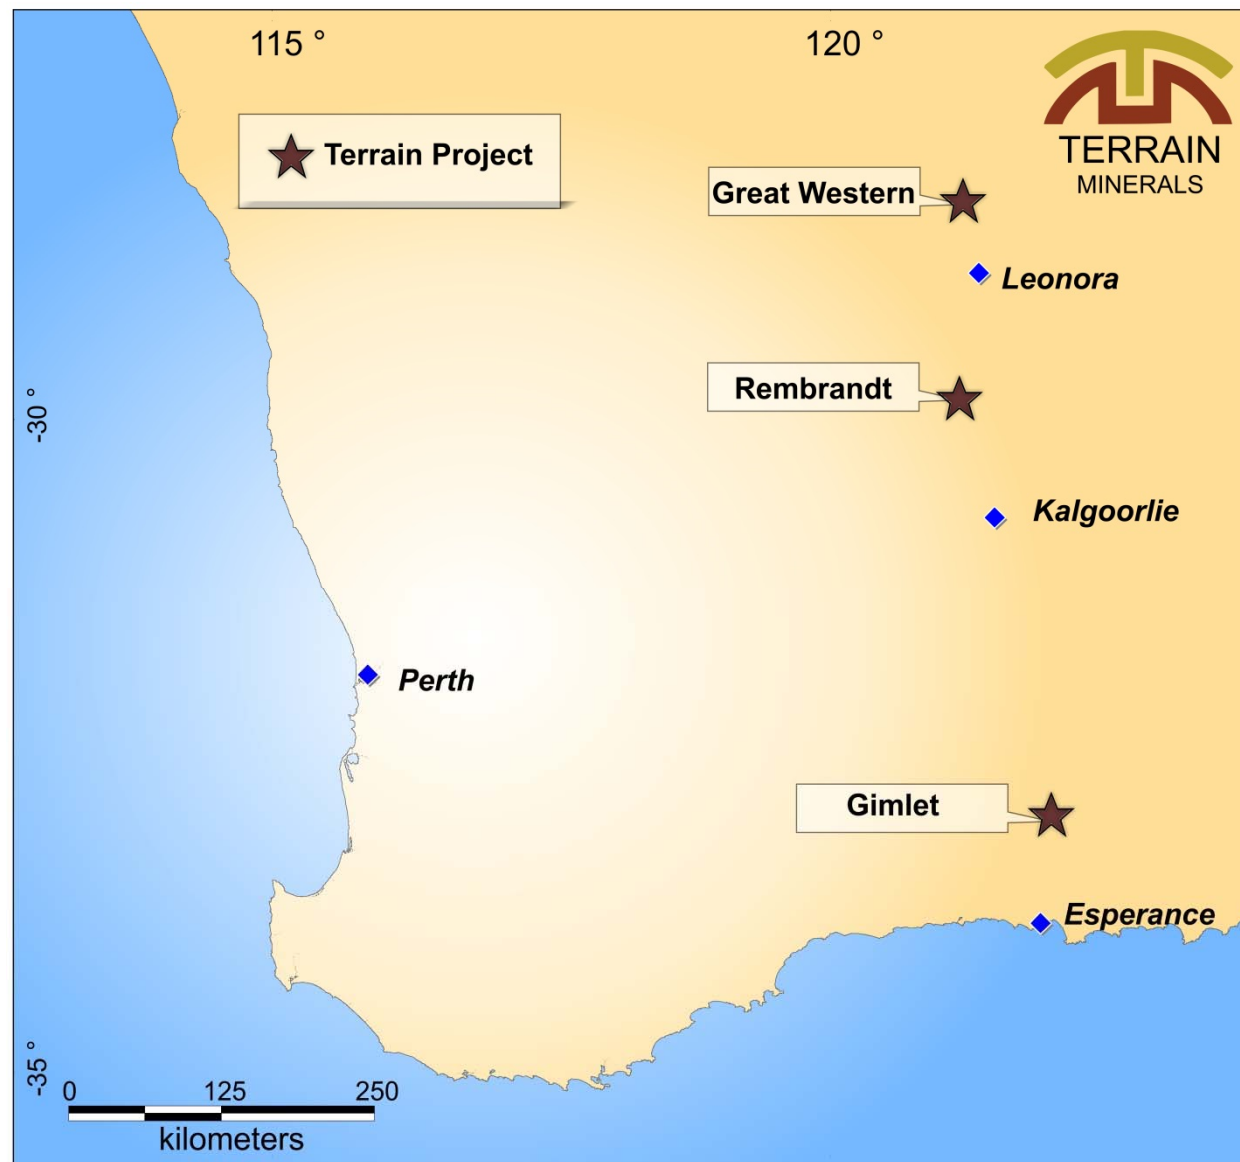 115 °
120 °
TERRAIN
MINERALS
Terrain Project
Great Western
Leonora
Rembrandt
-30 °
Kalgoorlie
Perth
Gimlet
Esperance
-35 °
0 125 250
kilometers